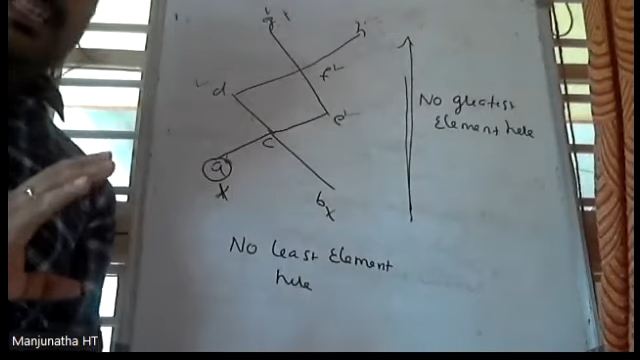 g
h
d
f
No greatest
Element here
e
c
a
x
b x
No least Element
here
Manjunatha HT